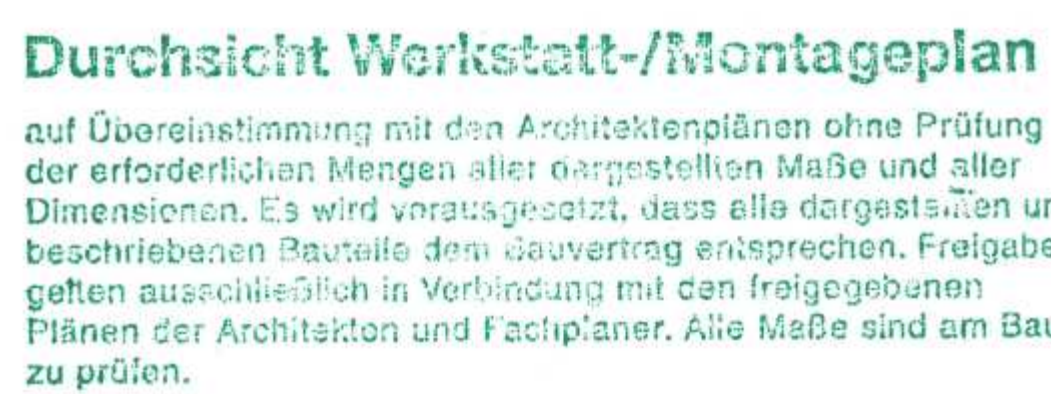 Durchsicht Werkstatt-/Montageplan
auf Übereinstimmung mit den Architektenplänen ohne Prüfung
der erforderlichen Mengen aller dargestellten Maße und aller
Dimensionen. Es wird vorausgesetzt, dass alle dargestellten un
beschriebenen Bauteile dem Bauvertrag entsprechen. Freigabe
gelten ausschließlich in Verbindung mit den freigegebenen
Plänen der Architekten und Fachplaner. Alle Maße sind am Bau
zu prüfen.